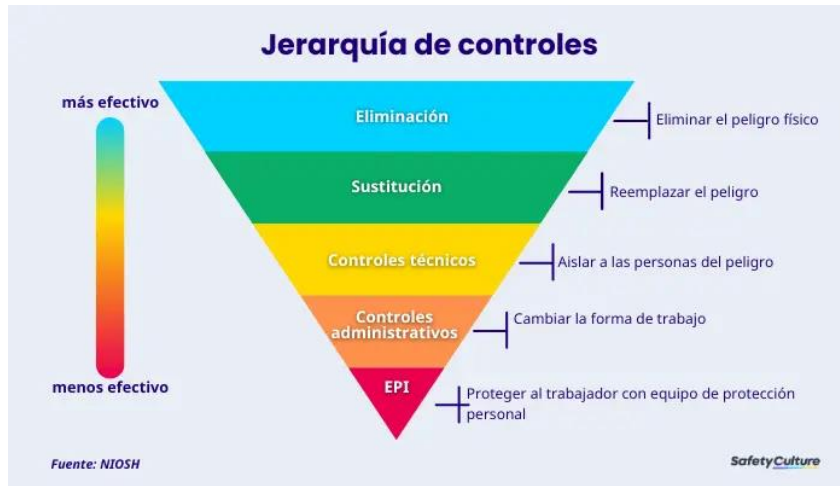 Jerarquía de controles
más efectivo
Eliminación
Eliminar el peligro físico
Sustitución
Reemplazar el peligro
Controles técnicos
Aislar a las personas del peligro
Controles
administrativos
Cambiar la forma de trabajo
menos efectivo
EPI
Proteger al trabajador con equipo de protección
personal
Fuente: NIOSH
SafetyCulture